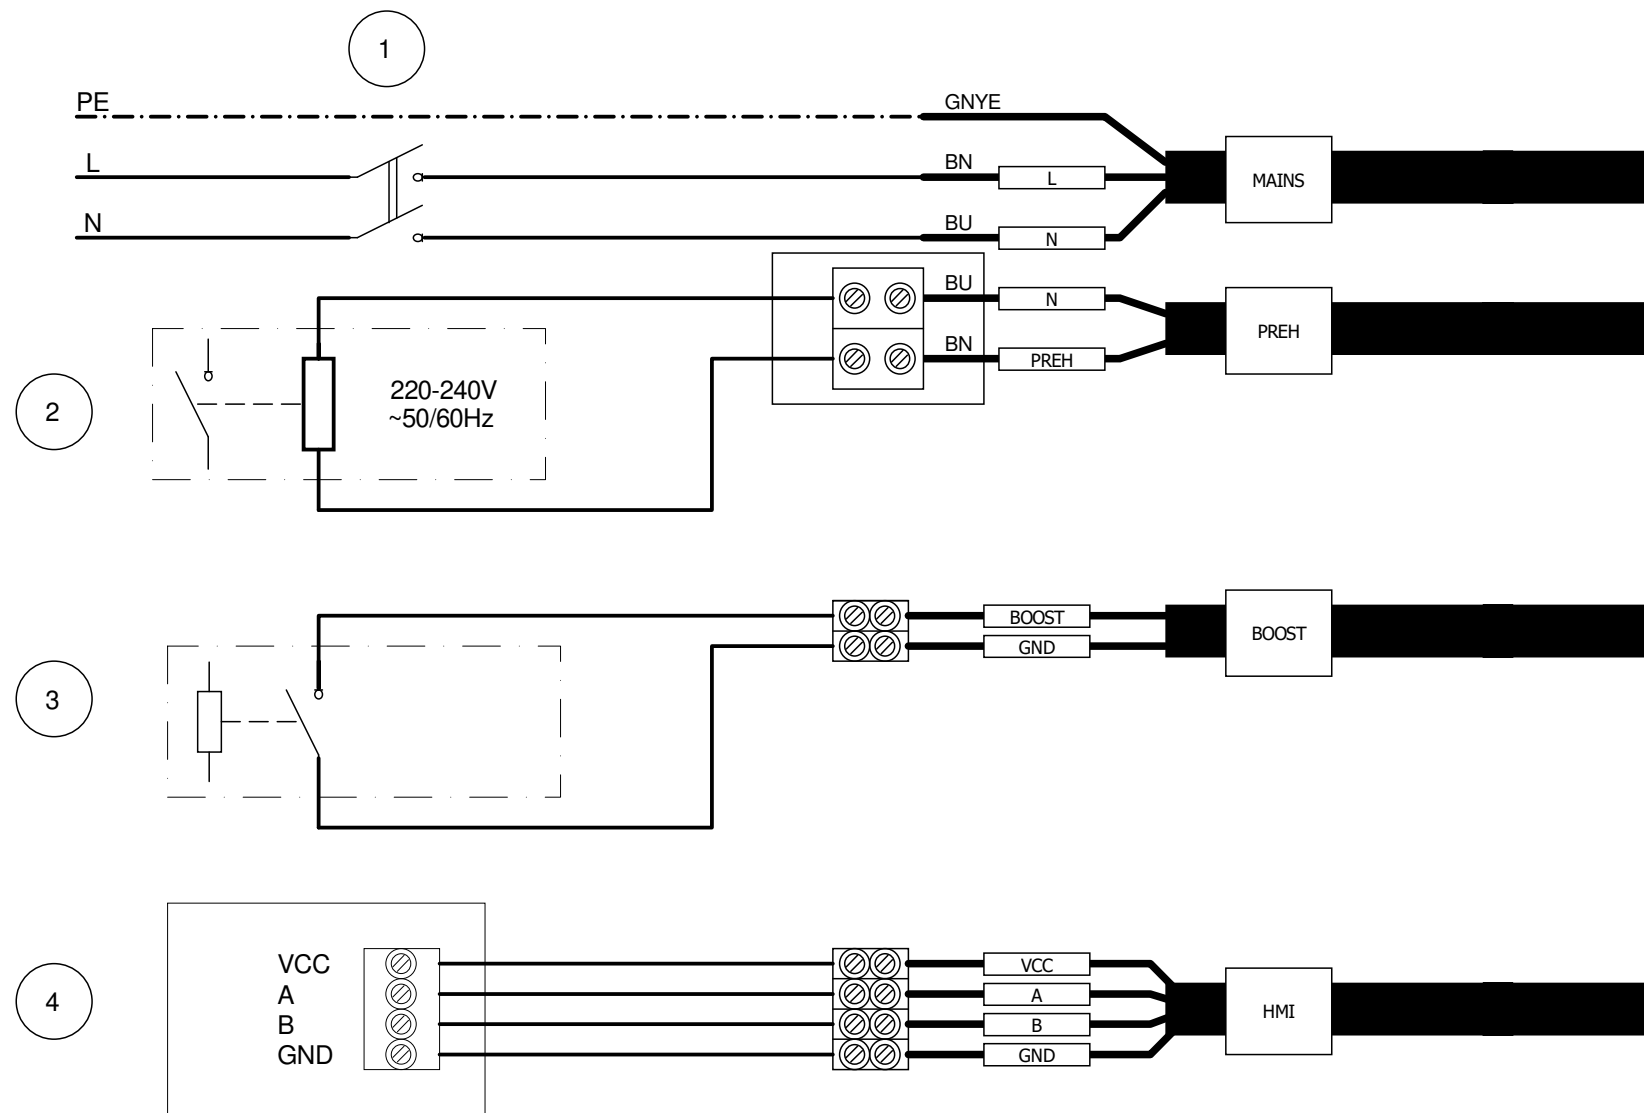 1
PE
GNYE
L
BN
L
MAINS
N
BU
N
BU
N
PREH
BN
PREH
2
220-240V
~50/60Hz
BOOST
GND
BOOST
3
VCC
VCC
A
A
B
B
GND
GND
HMI
4